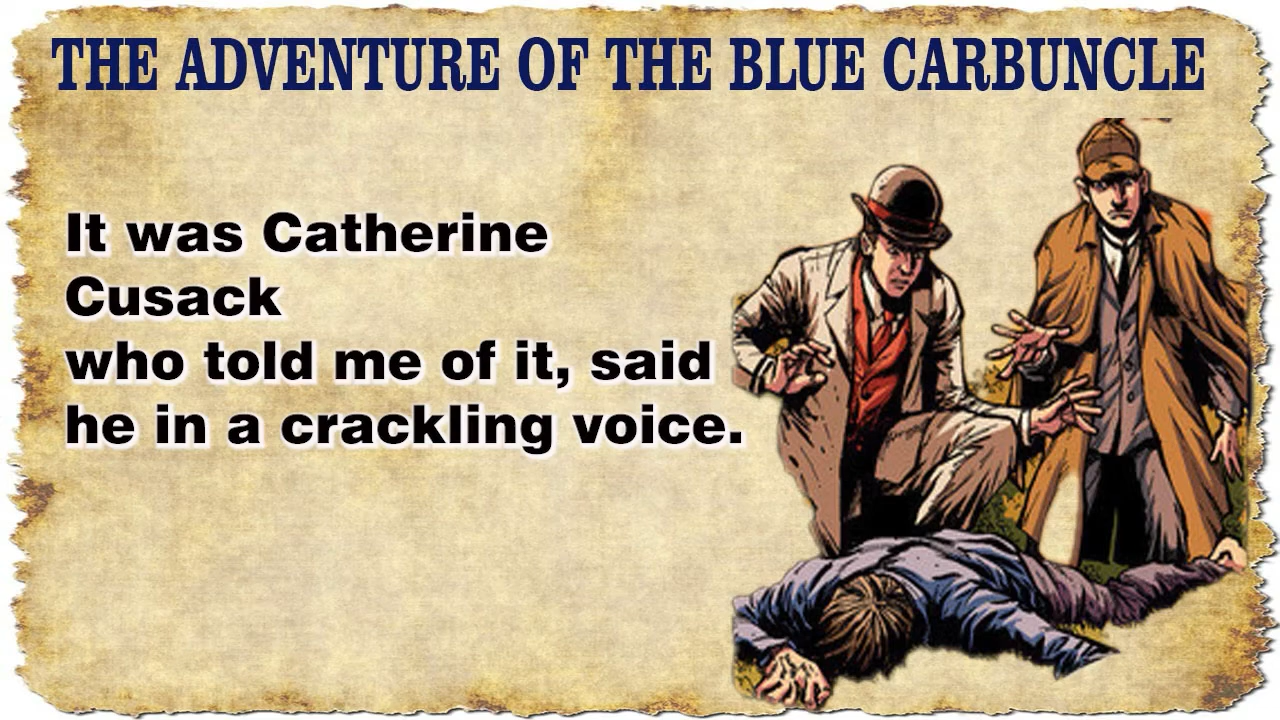 THE ADVENTURE OF THE BLUE CARBUNCLE
It was Catherine
Cusack
who told me of it, said
he in a crackling voice.